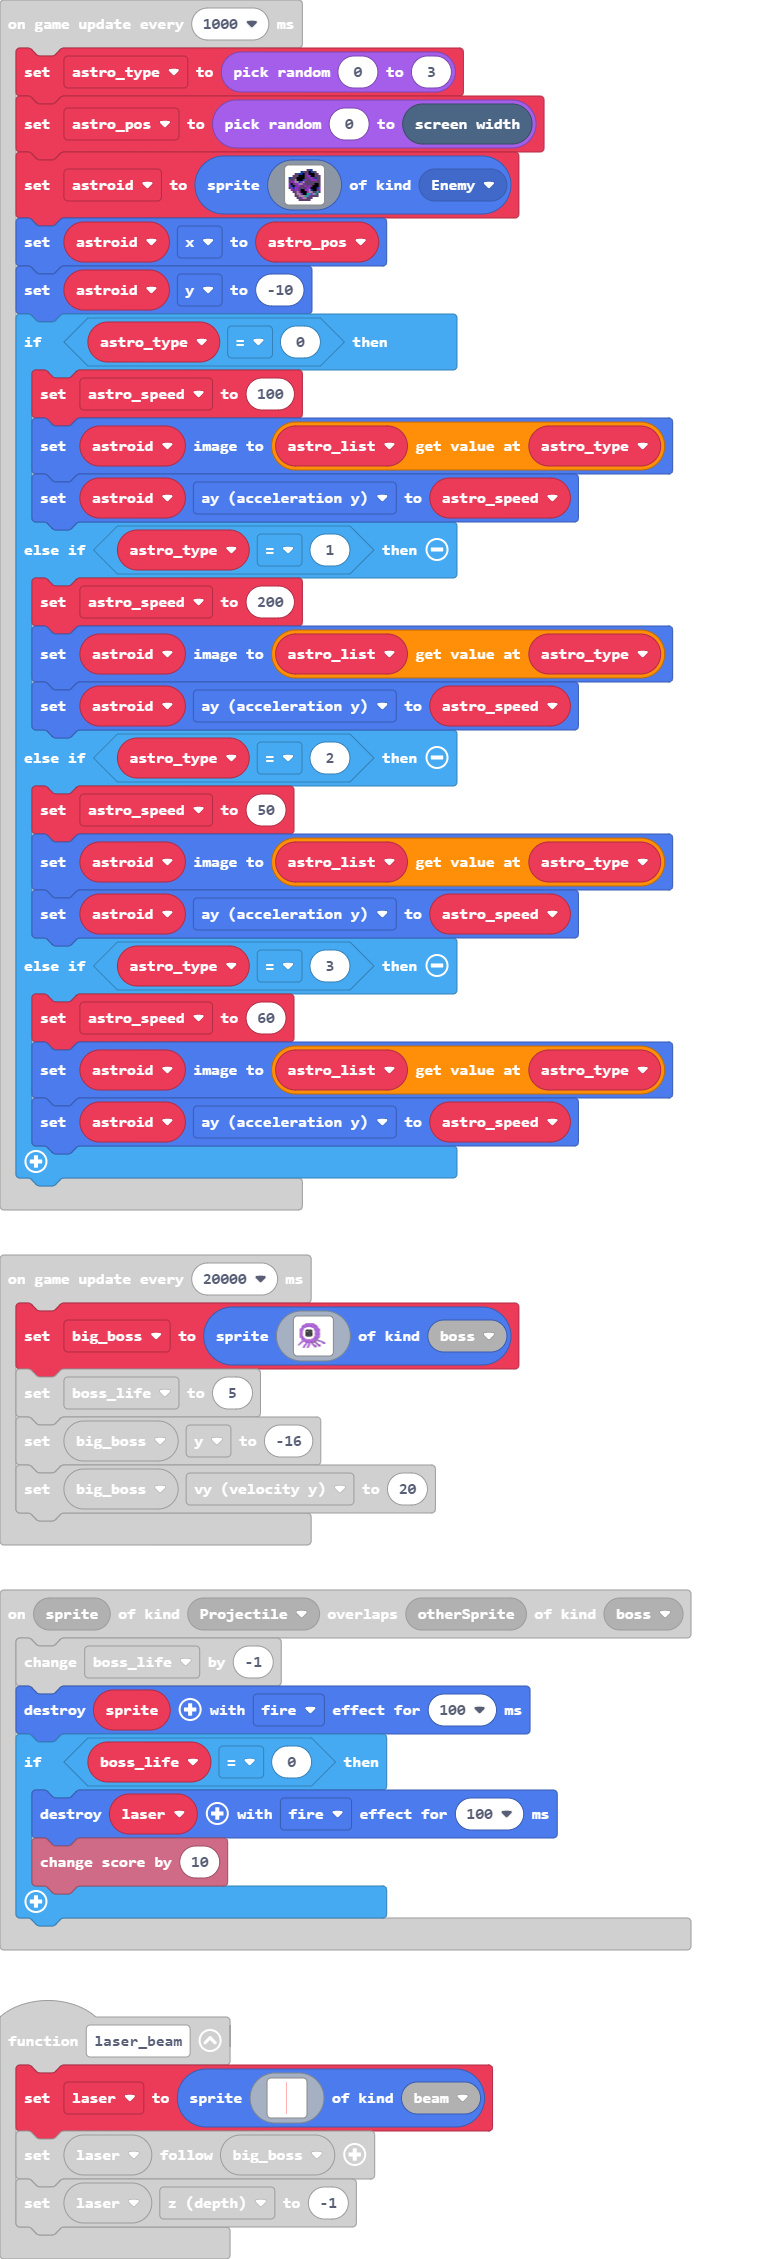 on game update every 1000 ms
set astro_type to pick random 0 to 3
set astro_pos to pick random 0 to screen width
set astroid to sprite of kind Enemy
set astroid x to astro_pos
set astroid y to -10
if astro_type = 0 then
set astro_speed to 100
set astroid image to astro_list get value at astro_type
set astroid ay (acceleration y) to astro_speed
else if astro_type = 1 then
set astro_speed to 200
set astroid image to astro_list get value at astro_type
set astroid ay (acceleration y) to astro_speed
else if astro_type = 2 then
set astro_speed to 50
set astroid image to astro_list get value at astro_type
set astroid ay (acceleration y) to astro_speed
else if astro_type = 3 then
set astro_speed to 60
set astroid image to astro_list get value at astro_type
set astroid ay (acceleration y) to astro_speed
on game update every 20000 ms
set big_boss to sprite of kind boss
set boss_life to 5
set big_boss y to -16
set big_boss vy (velocity y) to 20
on sprite of kind Projectile overlaps otherSprite of kind boss
change boss_life by -1
destroy sprite with fire effect for 100 ms
if boss_life = 0 then
destroy laser with fire effect for 100 ms
change score by 10
function laser_beam
set laser to sprite of kind beam
set laser follow big_boss
set laser z (depth) to -1